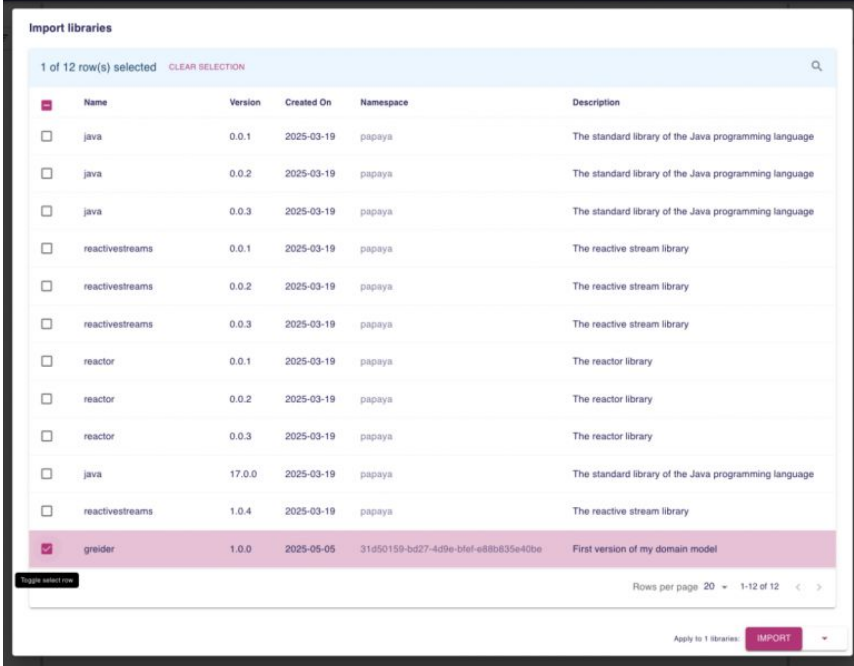 Import libraries
1 of 12 row(s) selected CLEAR SELECTION
Name Version Created On Namespace Description
java 0.0.1 2025-03-19 papaya The standard library of the Java programming language
java 0.0.2 2025-03-19 papaya The standard library of the Java programming language
java 0.0.3 2025-03-19 papaya The standard library of the Java programming language
reactivestreams 0.0.1 2025-03-19 papaya The reactive stream library
reactivestreams 0.0.2 2025-03-19 papaya The reactive stream library
reactivestreams 0.0.3 2025-03-19 papaya The reactive stream library
reactor 0.0.1 2025-03-19 papaya The reactor library
reactor 0.0.2 2025-03-19 papaya The reactor library
reactor 0.0.3 2025-03-19 papaya The reactor library
java 17.0.0 2025-03-19 papaya The standard library of the Java programming language
reactivestreams 1.0.4 2025-03-19 papaya The reactive stream library
greider 1.0.0 2025-05-05 31d50159-bd27-4d9e-bfef-e88b835e40be First version of my domain model
Toggle select row
Rows per page 20 1-12 of 12
Apply to 1 libraries: IMPORT